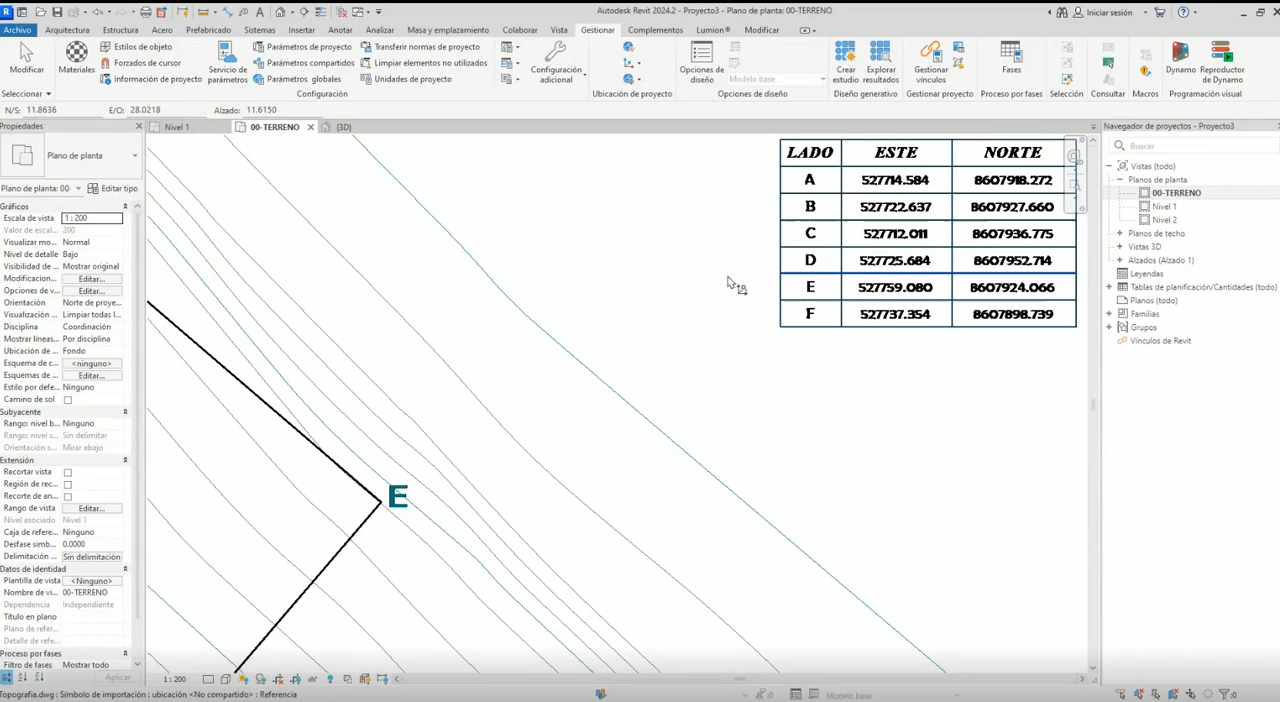 Autodesk Revit 2024.2 - Proyecto3 - Plano de planta: 00-TERRENO
Iniciar sesión
Archivo Arquitectura Estructura Acero Prefabricado Sistemas Insertar Anotar Analizar Masa y emplazamiento Colaborar Vista Gestionar Complementos Lumion® Modificar
Modificar
Materiales
Estilos de objeto
Forzados de cursor
Información de proyecto
Servicio de parámetros
Parámetros de proyecto
Parámetros compartidos
Parámetros globales
Transferir normas de proyecto
Limpiar elementos no utilizados
Unidades de proyecto
Configuración adicional
Opciones de diseño
Modelo base
Crear estudio
Explorar resultados
Gestionar vínculos
Fases
Dynamo
Reproductor de Dynamo
Seleccionar
Configuración
Ubicación de proyecto
Opciones de diseño
Diseño generativo
Gestionar proyecto
Proceso por fases
Selección
Consultar
Macros
Programación visual
N/S: 11.8636 E/O: 28.0218 Alzado: 11.6150
Propiedades
Nivel 1
00-TERRENO
{3D}
Plano de planta
Plano de planta: 00-
Editar tipo
Gráficos
Escala de vista 1 : 200
Valor de escal... 200
Visualizar mo... Normal
Nivel de detalle Bajo
Visibilidad de ... Mostrar original
Modificacion... Editar...
Opciones de v... Editar...
Orientación Norte de proye...
Visualización ... Limpiar todas l...
Disciplina Coordinación
Mostrar líneas... Por disciplina
Ubicación de ... Fondo
Esquema de c... <ninguno>
Esquemas de ... Editar...
Estilo por defe... Ninguno
Camino de sol
Subyacente
Rango: nivel b... Ninguno
Rango: nivel s... Sin delimitar
Orientación s... Mirar abajo
Extensión
Recortar vista
Región de rec...
Recorte de an...
Rango de vista Editar...
Nivel asociado Nivel 1
Caja de refere... Ninguno
Desfase simb... 0.0000
Delimitación ... Sin delimitación
Datos de identidad
Plantilla de vista <Ninguno>
Nombre de vi... 00-TERRENO
Dependencia Independiente
Título en plano
Plano de refer...
Detalle de refe...
Proceso por fases
Filtro de fases Mostrar todo
Aplicar
LADO ESTE NORTE
A 527714.584 8607918.272
B 527722.637 8607927.660
C 527712.011 8607936.775
D 527725.684 8607952.714
E 527759.080 8607924.066
F 527737.354 8607898.739
E
Navegador de proyectos - Proyecto3
Buscar
Vistas (todo)
Planos de planta
00-TERRENO
Nivel 1
Nivel 2
Planos de techo
Vistas 3D
Alzados (Alzado 1)
Leyendas
Tablas de planificación/Cantidades (todo)
Planos (todo)
Familias
Grupos
Vínculos de Revit
1 : 200
Topografia.dwg : Símbolo de importación : ubicación <No compartido> : Referencia
:0
Modelo base
:0